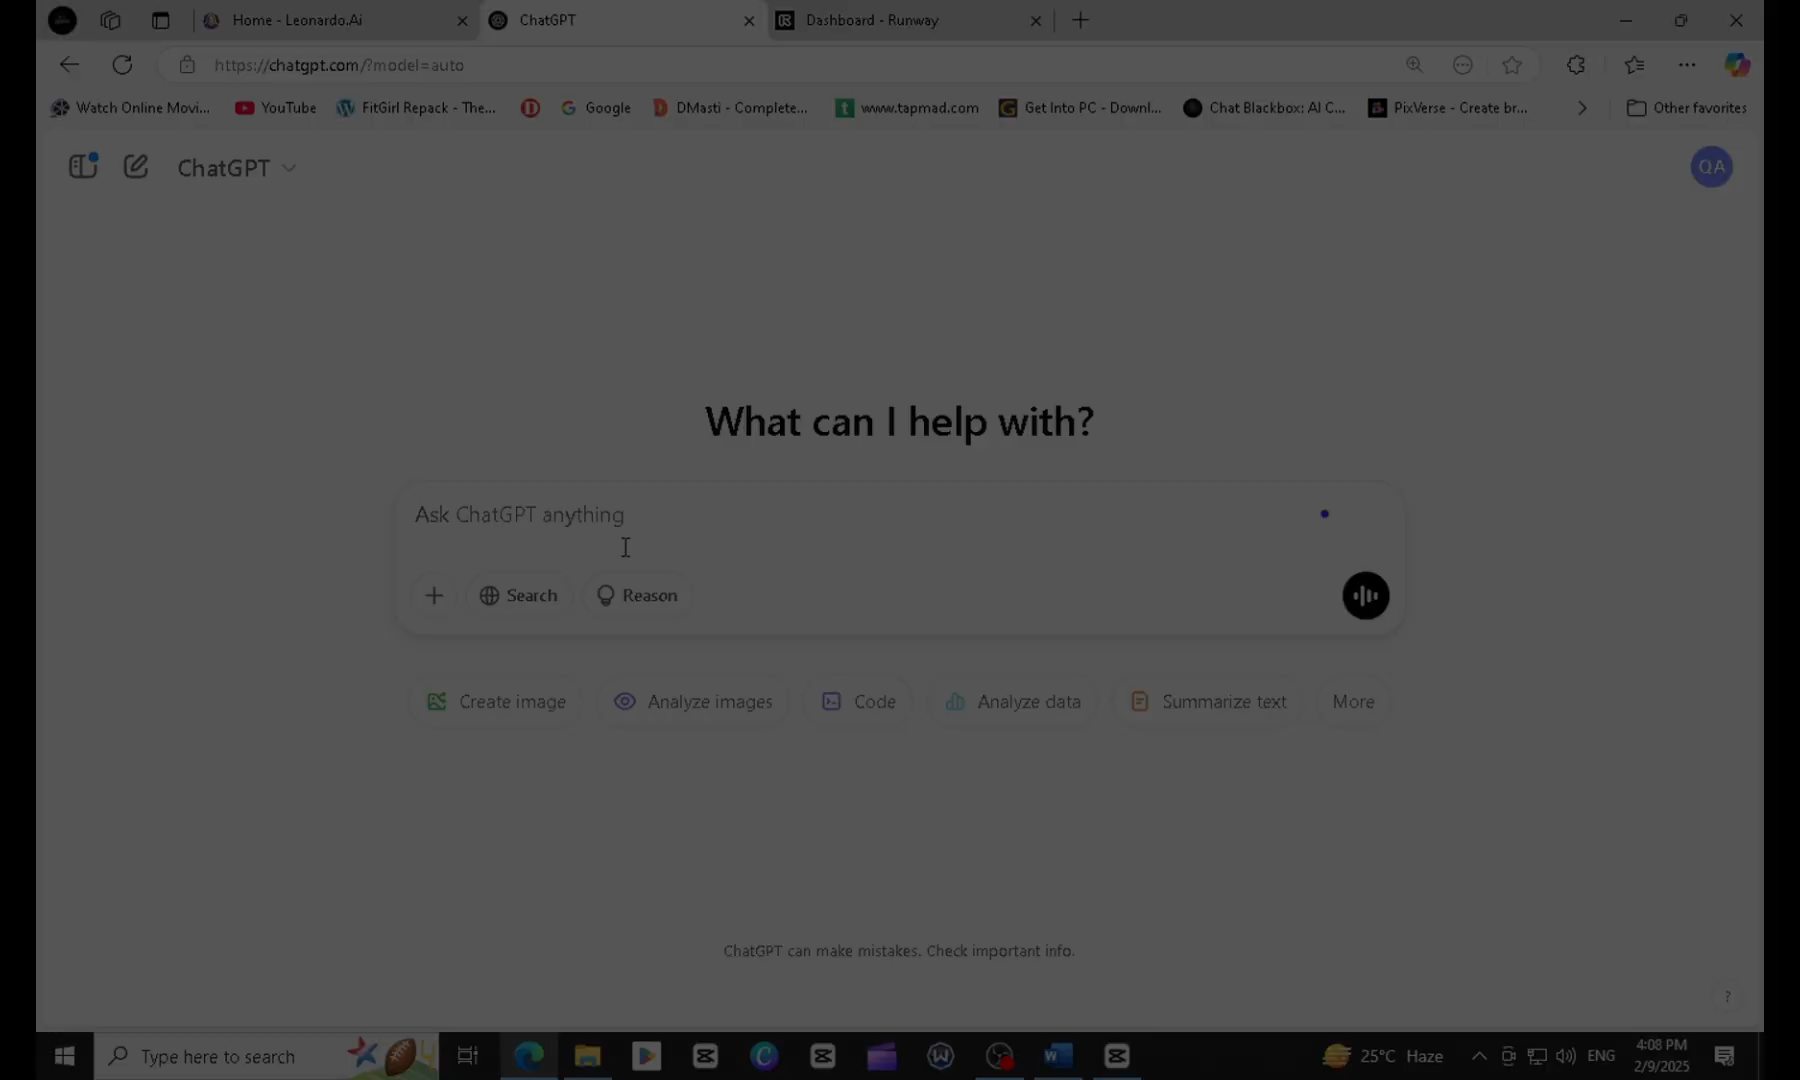 Home - Leonardo.Ai
ChatGPT
Dashboard - Runway
https://chatgpt.com/?model=auto
Watch Online Movi...
YouTube
FitGirl Repack - The...
Google
DMasti - Complete...
www.tapmad.com
Get Into PC - Downl...
Chat Blackbox: AI C...
PixVerse - Create br...
Other favorites
ChatGPT
QA
What can I help with?
Ask ChatGPT anything
Search
Reason
Create image
Analyze images
Code
Analyze data
Summarize text
More
ChatGPT can make mistakes. Check important info.
?
Type here to search
25°C Haze
ENG
4:08 PM
2/9/2025